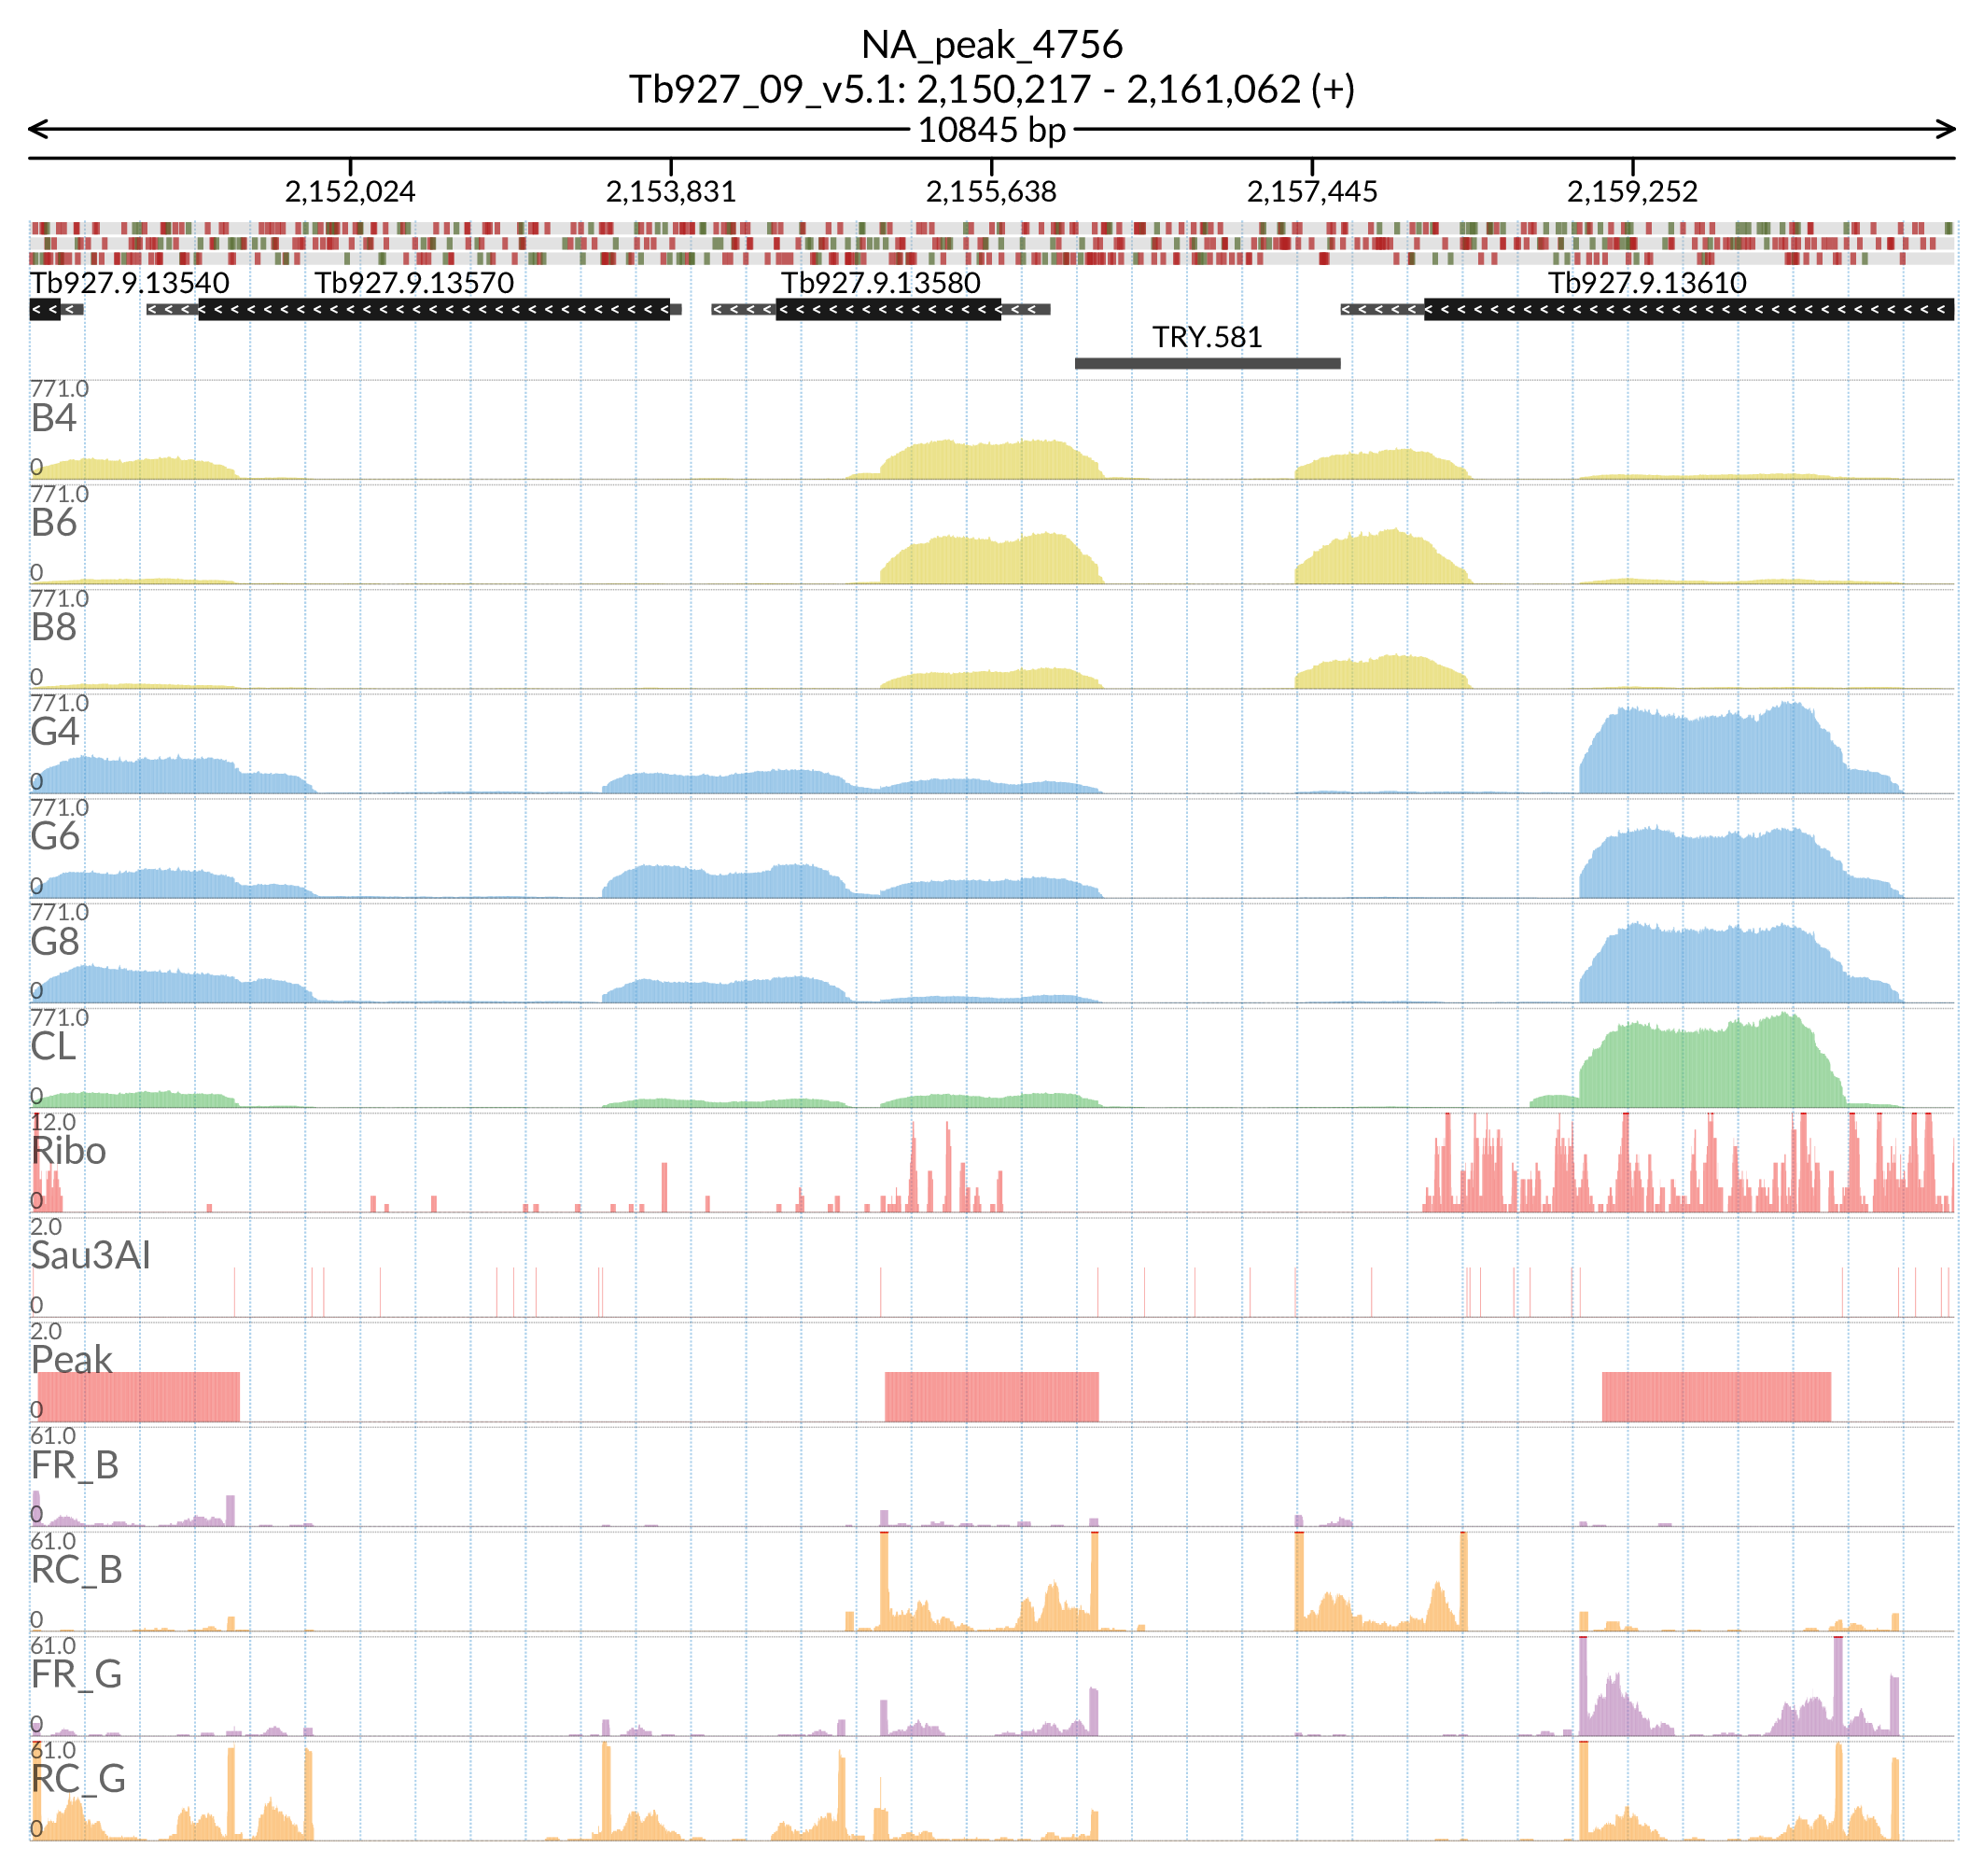 NA_peak_4756
Tb927_09_v5.1: 2,150,217 - 2,161,062 (+)
10845 bp
2,152,024 2,153,831 2,155,638 2,157,445 2,159,252
Tb927.9.13540 Tb927.9.13570 Tb927.9.13580 Tb927.9.13610
TRY.581
771.0
B4
0
771.0
B6
0
771.0
B8
0
771.0
G4
0
771.0
G6
0
771.0
G8
0
771.0
CL
0
12.0
Ribo
0
2.0
Sau3AI
0
2.0
Peak
0
61.0
FR_B
0
61.0
RC_B
0
61.0
FR_G
0
61.0
RC_G
0